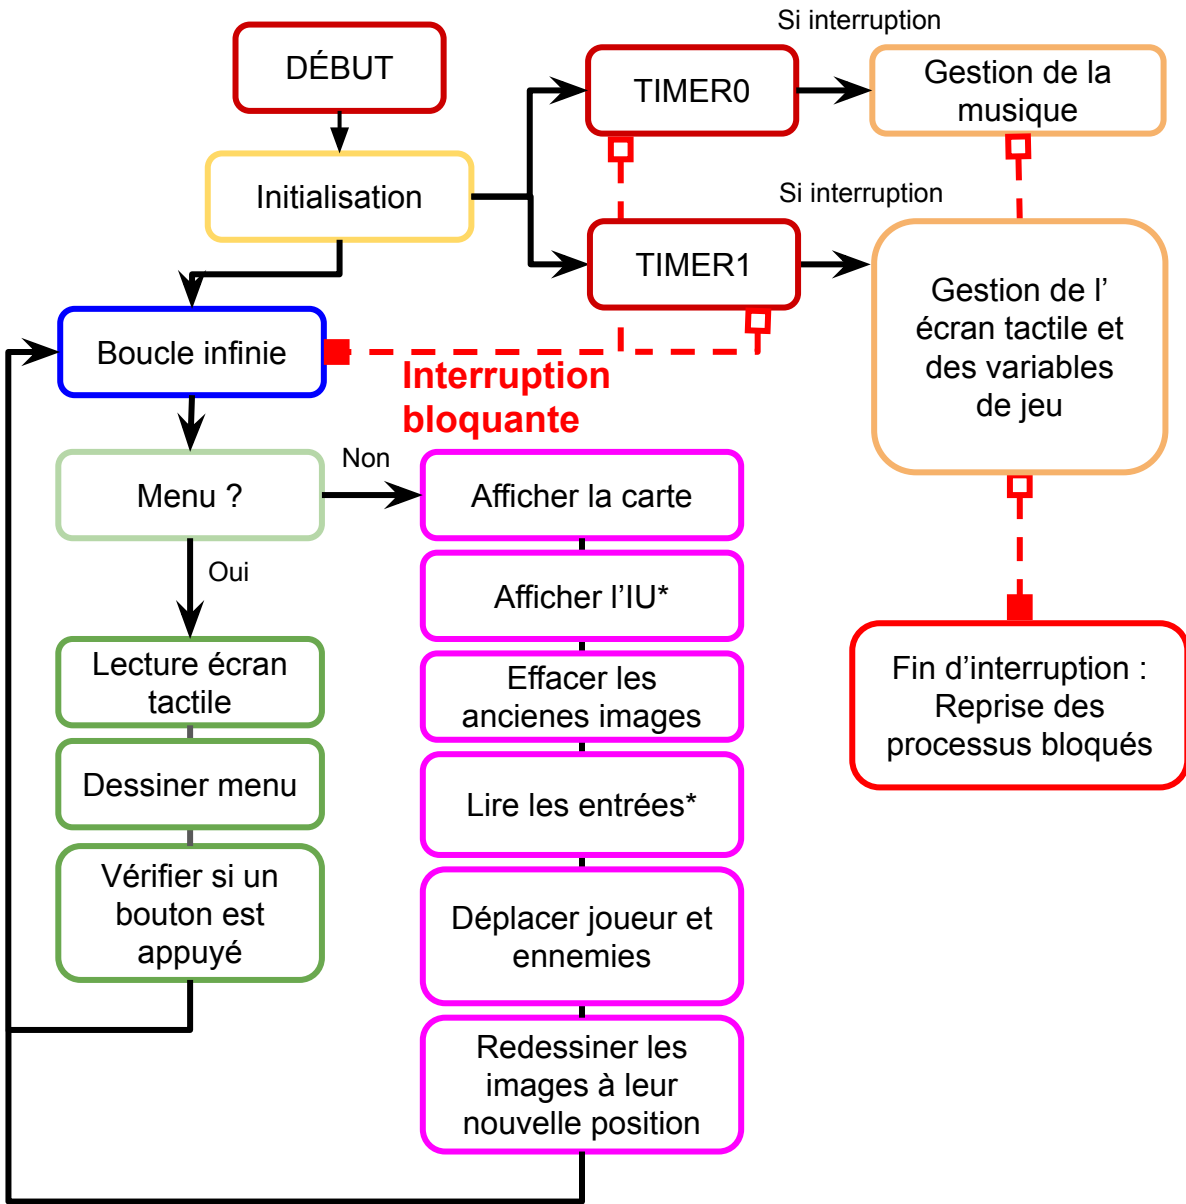 Si interruption
DÉBUT
TIMER0
Gestion de la
musique
Initialisation
Si interruption
TIMER1
Gestion de l’
écran tactile et
des variables
de jeu
Boucle infinie
Interruption
bloquante
Menu ?
Non
Oui
Afficher la carte
Afficher l’IU*
Effacer les
ancienes images
Lire les entrées*
Déplacer joueur et
ennemies
Redessiner les
images à leur
nouvelle position
Lecture écran
tactile
Dessiner menu
Vérifier si un
bouton est
appuyé
Fin d’interruption :
Reprise des
processus bloqués